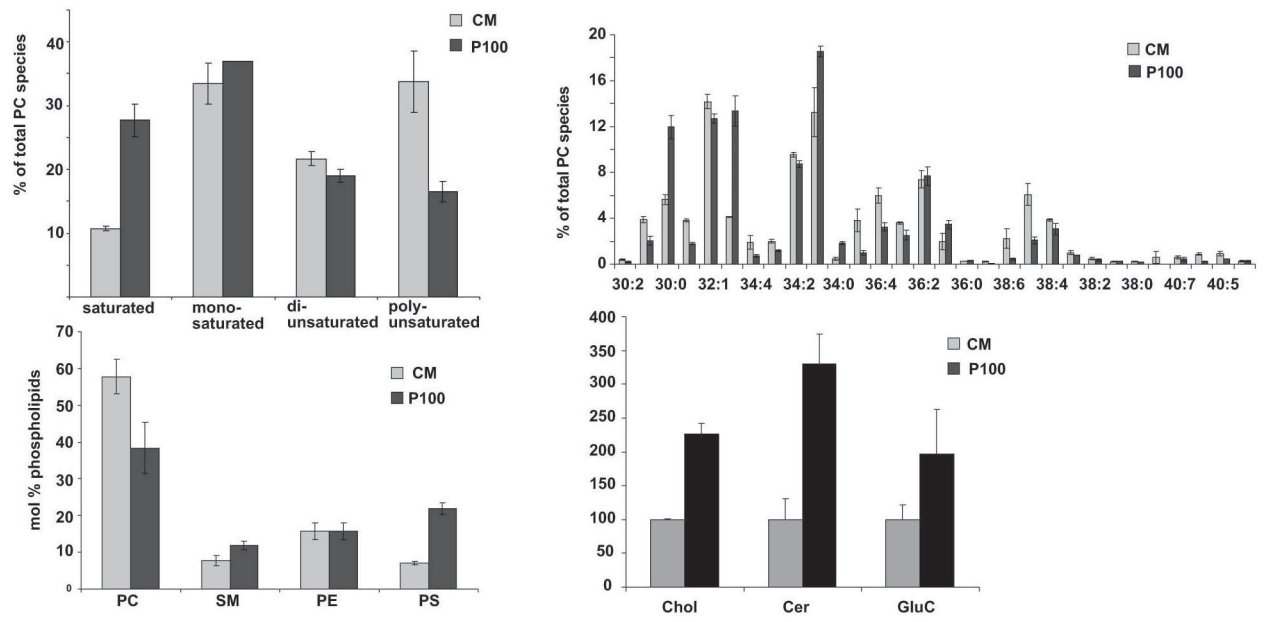 CM
P100
% of total PC species
40
30
20
10
saturated
mono-
saturated
di-
unsaturated
poly-
unsaturated
CM
P100
% of total PC species
20
16
12
8
4
0
30:2 30:0 32:1 34:4 34:2 34:0 36:4 36:2 36:0 38:6 38:4 38:2 38:0 40:7 40:5
CM
P100
mol % phospholipids
70
60
50
40
30
20
10
0
PC SM PE PS
CM
P100
400
350
300
250
200
150
100
50
0
Chol Cer GluC